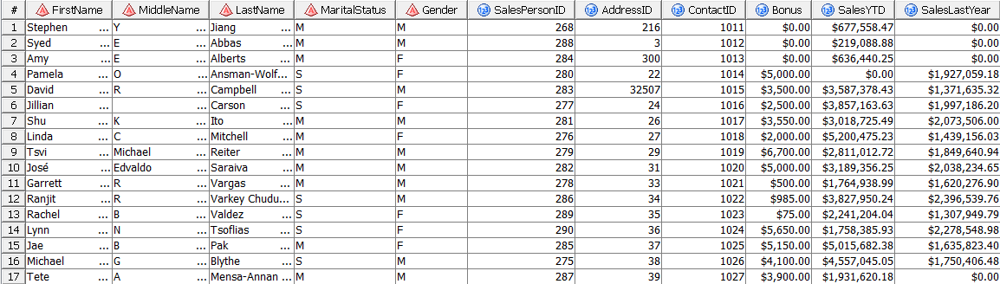 # FirstName MiddleName LastName MaritalStatus Gender SalesPersonID AddressID ContactID Bonus SalesYTD SalesLastYear
1 Stephen ... Y ... Jiang ... M M 268 216 1011 $0.00 $677,558.47 $0.00
2 Syed ... E ... Abbas ... M M 288 3 1012 $0.00 $219,088.88 $0.00
3 Amy ... E ... Alberts ... M F 284 300 1013 $0.00 $636,440.25 $0.00
4 Pamela ... O ... Ansman-Wolf... S F 280 22 1014 $5,000.00 $0.00 $1,927,059.18
5 David ... R ... Campbell ... S M 283 32507 1015 $3,500.00 $3,587,378.43 $1,371,635.32
6 Jillian ... ... Carson ... S F 277 24 1016 $2,500.00 $3,857,163.63 $1,997,186.20
7 Shu ... K ... Ito ... M M 281 26 1017 $3,550.00 $3,018,725.49 $2,073,506.00
8 Linda ... C ... Mitchell ... M F 276 27 1018 $2,000.00 $5,200,475.23 $1,439,156.03
9 Tsvi ... Michael ... Reiter ... M M 279 29 1019 $6,700.00 $2,811,012.72 $1,849,640.94
10 José ... Edvaldo ... Saraiva ... M M 282 31 1020 $5,000.00 $3,189,356.25 $2,038,234.65
11 Garrett ... R ... Vargas ... M M 278 33 1021 $500.00 $1,764,938.99 $1,620,276.90
12 Ranjit ... R ... Varkey Chudu... S M 286 34 1022 $985.00 $3,827,950.24 $2,396,539.76
13 Rachel ... B ... Valdez ... S F 289 35 1023 $75.00 $2,241,204.04 $1,307,949.79
14 Lynn ... N ... Tsoflias ... S F 290 36 1024 $5,650.00 $1,758,385.93 $2,278,548.98
15 Jae ... B ... Pak ... M F 285 37 1025 $5,150.00 $5,015,682.38 $1,635,823.40
16 Michael ... G ... Blythe ... S M 275 38 1026 $4,100.00 $4,557,045.05 $1,750,406.48
17 Tete ... A ... Mensa-Annan ... M M 287 39 1027 $3,900.00 $1,931,620.18 $0.00